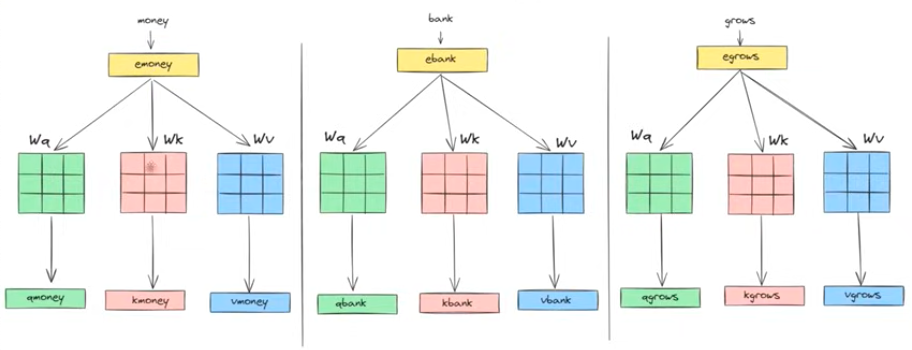 money
bank
grows
emoney
ebank
egrows
Wq
Wk
Wv
Wq
Wk
Wv
Wq
Wk
Wv
qmoney
kmoney
vmoney
qbank
kbank
vbank
qgrows
kgrows
vgrows